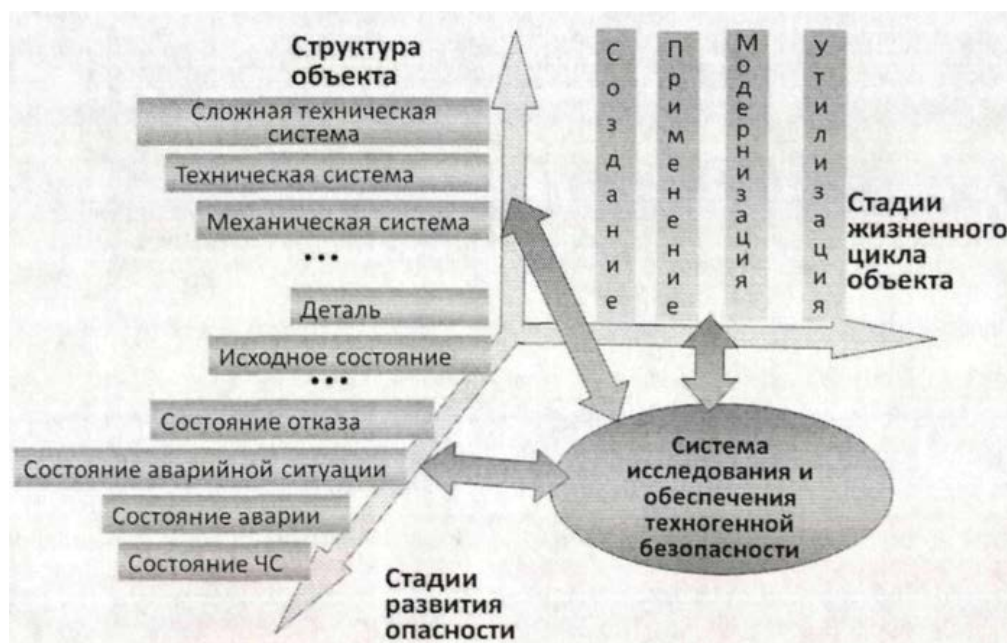 Структура
объекта
Сложная техническая
система
Техническая система
Механическая система
...
Деталь
Исходное состояние
...
Состояние отказа
Состояние аварийной ситуации
Состояние аварии
Состояние ЧС
Стадии
развития
опасности
Создание
Применение
Модернизация
Утилизация
Стадии
жизненного
цикла
объекта
Система
исследования и
обеспечения
техногенной
безопасности